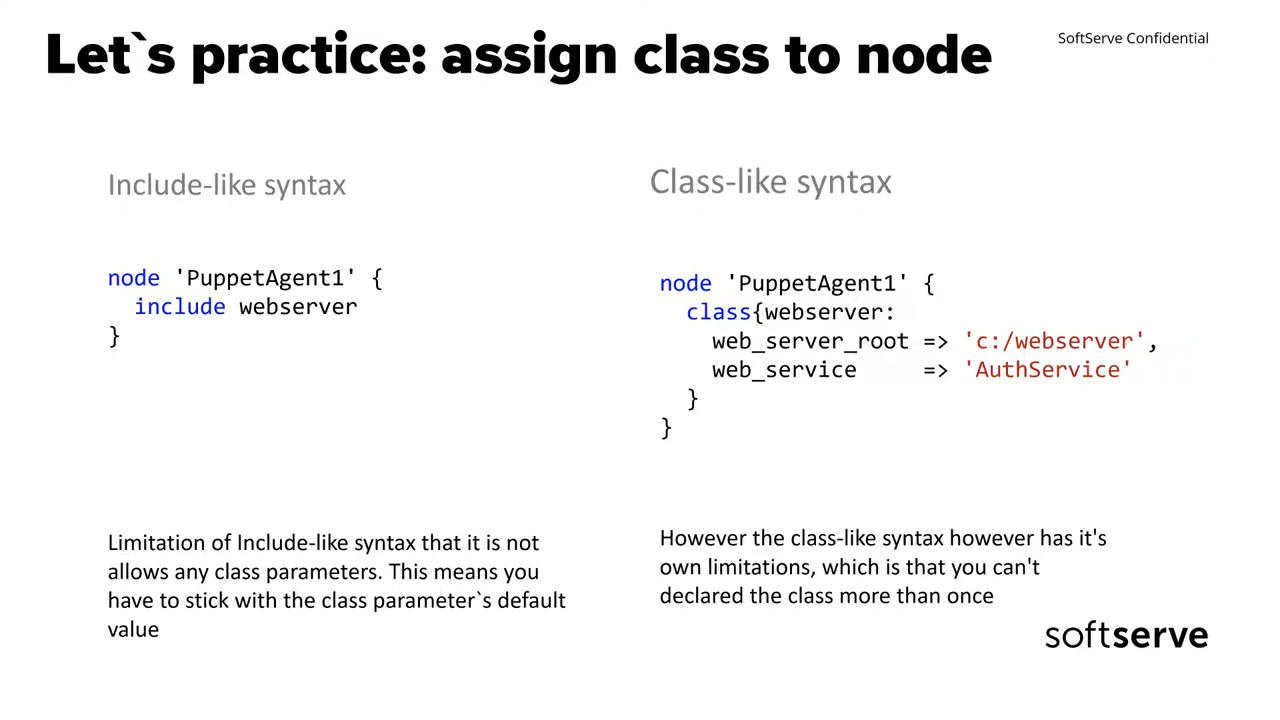 Let`s practice: assign class to node
SoftServe Confidential
Include-like syntax
node 'PuppetAgent1' {
  include webserver
}
Limitation of Include-like syntax that it is not
allows any class parameters. This means you
have to stick with the class parameter`s default
value
Class-like syntax
node 'PuppetAgent1' {
  class{webserver:
    web_server_root => 'c:/webserver',
    web_service     => 'AuthService'
  }
}
However the class-like syntax however has it's
own limitations, which is that you can't
declared the class more than once
softserve